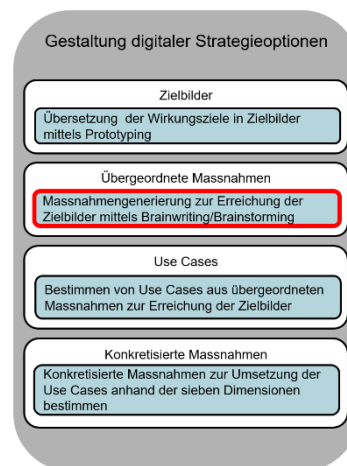 Gestaltung digitaler Strategieoptionen
Zielbilder
Übersetzung der Wirkungsziele in Zielbilder
mittels Prototyping
Übergeordnete Massnahmen
Massnahmengenerierung zur Erreichung der
Zielbilder mittels Brainwriting/Brainstorming
Use Cases
Bestimmen von Use Cases aus übergeordneten
Massnahmen zur Erreichung der Zielbilder
Konkretisierte Massnahmen
Konkretisierte Massnahmen zur Umsetzung der
Use Cases anhand der sieben Dimensionen
bestimmen